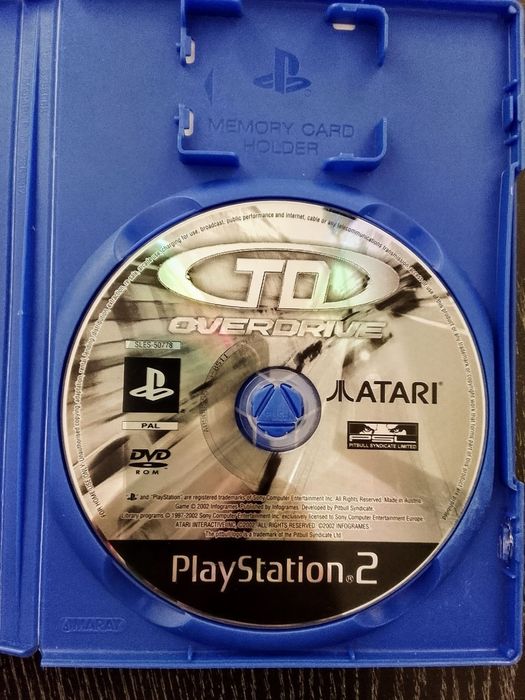 MEMORY CARD
HOLDER
TD
OVERDRIVE
SLES-50778
PAL
DVD
ROM
ATARI®
PSL
PITBULL SYNDICATE LIMITED
and "PlayStation" are registered trademarks of Sony Computer Entertainment Inc. All Rights Reserved. Made in Austria.
Game © 2002 Infogrames. Published by Infogrames. Developed by Pitbull Syndicate.
Library programs © 1997-2002 Sony Computer Entertainment Inc. exclusively licensed to Sony Computer Entertainment Europe.
ATARI INTERACTIVE, INC. ©2002. ALL RIGHTS RESERVED. ©2002 INFOGRAMES.
The pitbull logo is a trademark of the Pitbull Syndicate Ltd
PlayStation®2
AMARAY